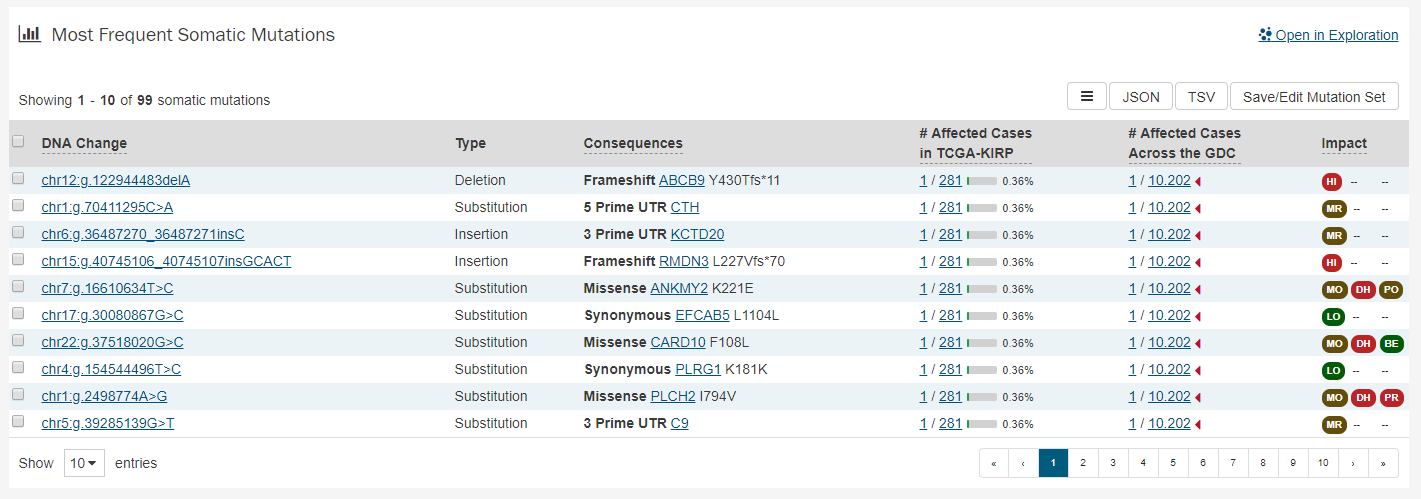 Most Frequent Somatic Mutations
Open in Exploration
Showing 1 - 10 of 99 somatic mutations
JSON TSV Save/Edit Mutation Set
DNA Change Type Consequences # Affected Cases in TCGA-KIRP # Affected Cases Across the GDC Impact
chr12:g.122944483delA Deletion Frameshift ABCB9 Y430Tfs*11 1 / 281 0.36% 1 / 10.202 HI -- --
chr1:g.70411295C>A Substitution 5 Prime UTR CTH 1 / 281 0.36% 1 / 10.202 MR -- --
chr6:g.36487270_36487271insC Insertion 3 Prime UTR KCTD20 1 / 281 0.36% 1 / 10.202 MR -- --
chr15:g.40745106_40745107insGCACT Insertion Frameshift RMDN3 L227Vfs*70 1 / 281 0.36% 1 / 10.202 HI -- --
chr7:g.16610634T>C Substitution Missense ANKMY2 K221E 1 / 281 0.36% 1 / 10.202 MO DH PO
chr17:g.30080867G>C Substitution Synonymous EFCAB5 L1104L 1 / 281 0.36% 1 / 10.202 LO -- --
chr22:g.37518020G>C Substitution Missense CARD10 F108L 1 / 281 0.36% 1 / 10.202 MO DH BE
chr4:g.154544496T>C Substitution Synonymous PLRG1 K181K 1 / 281 0.36% 1 / 10.202 LO -- --
chr1:g.2498774A>G Substitution Missense PLCH2 I794V 1 / 281 0.36% 1 / 10.202 MO DH PR
chr5:g.39285139G>T Substitution 3 Prime UTR C9 1 / 281 0.36% 1 / 10.202 MR -- --
Show 10 entries « ‹ 1 2 3 4 5 6 7 8 9 10 › »